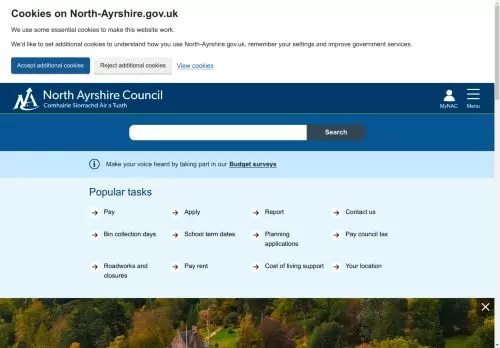 Cookies on North-Ayrshire.gov.uk
We use some essential cookies to make this website work.
We'd like to set additional cookies to understand how you use North-Ayrshire.gov.uk, remember your settings and improve government services.
Accept additional cookies Reject additional cookies View cookies
North Ayrshire Council
Comhairle Siorrachd Àir a Tuath
MyNAC Menu
Search
Make your voice heard by taking part in our Budget surveys
Popular tasks
Pay Apply Report Contact us
Bin collection days School term dates Planning applications Pay council tax
Roadworks and closures Pay rent Cost of living support Your location